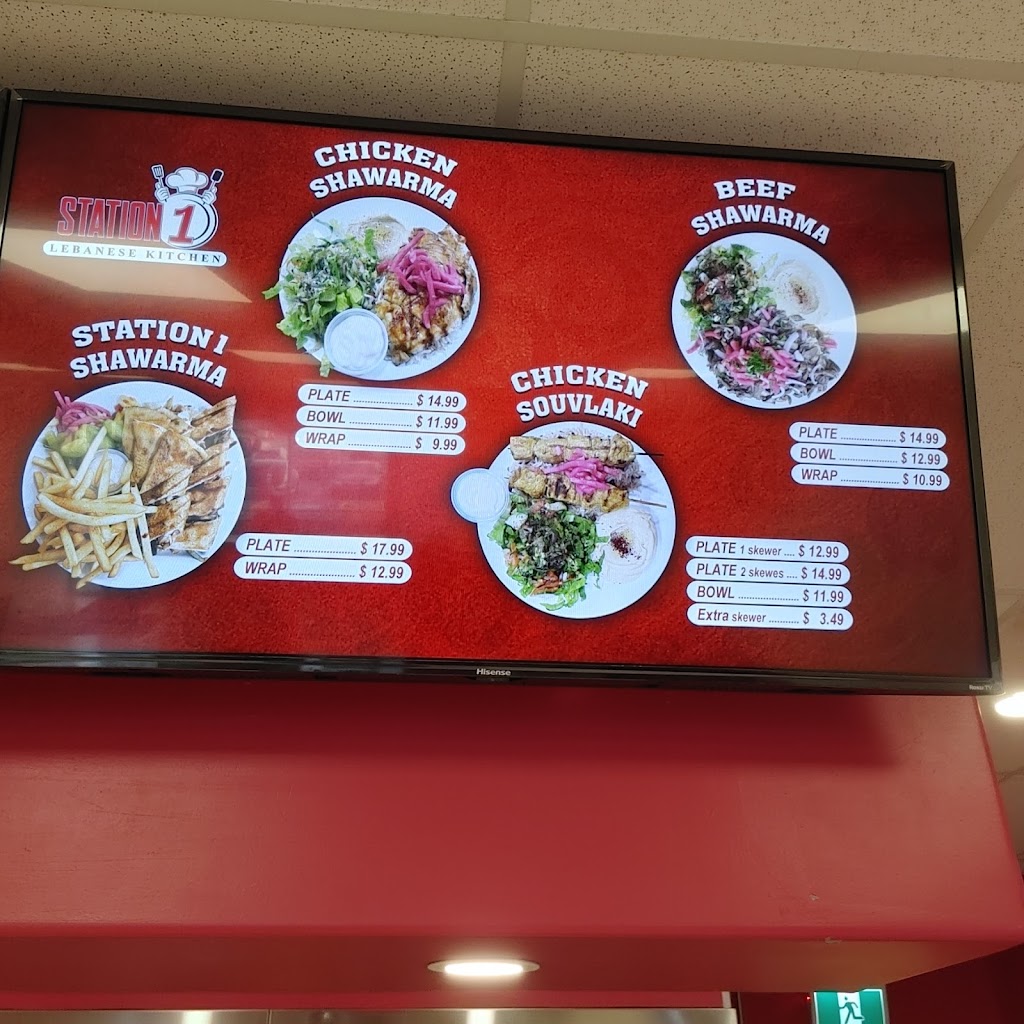 STATION 1
LEBANESE KITCHEN
CHICKEN
SHAWARMA
PLATE .................... $ 14.99
BOWL .................... $ 11.99
WRAP .................... $ 9.99
BEEF
SHAWARMA
PLATE .................... $ 14.99
BOWL .................... $ 12.99
WRAP .................... $ 10.99
STATION 1
SHAWARMA
PLATE .................... $ 17.99
WRAP .................... $ 12.99
CHICKEN
SOUVLAKI
PLATE 1 skewer .... $ 12.99
PLATE 2 skewes .... $ 14.99
BOWL .................... $ 11.99
Extra skewer ........... $ 3.49
Hisense
Roku TV